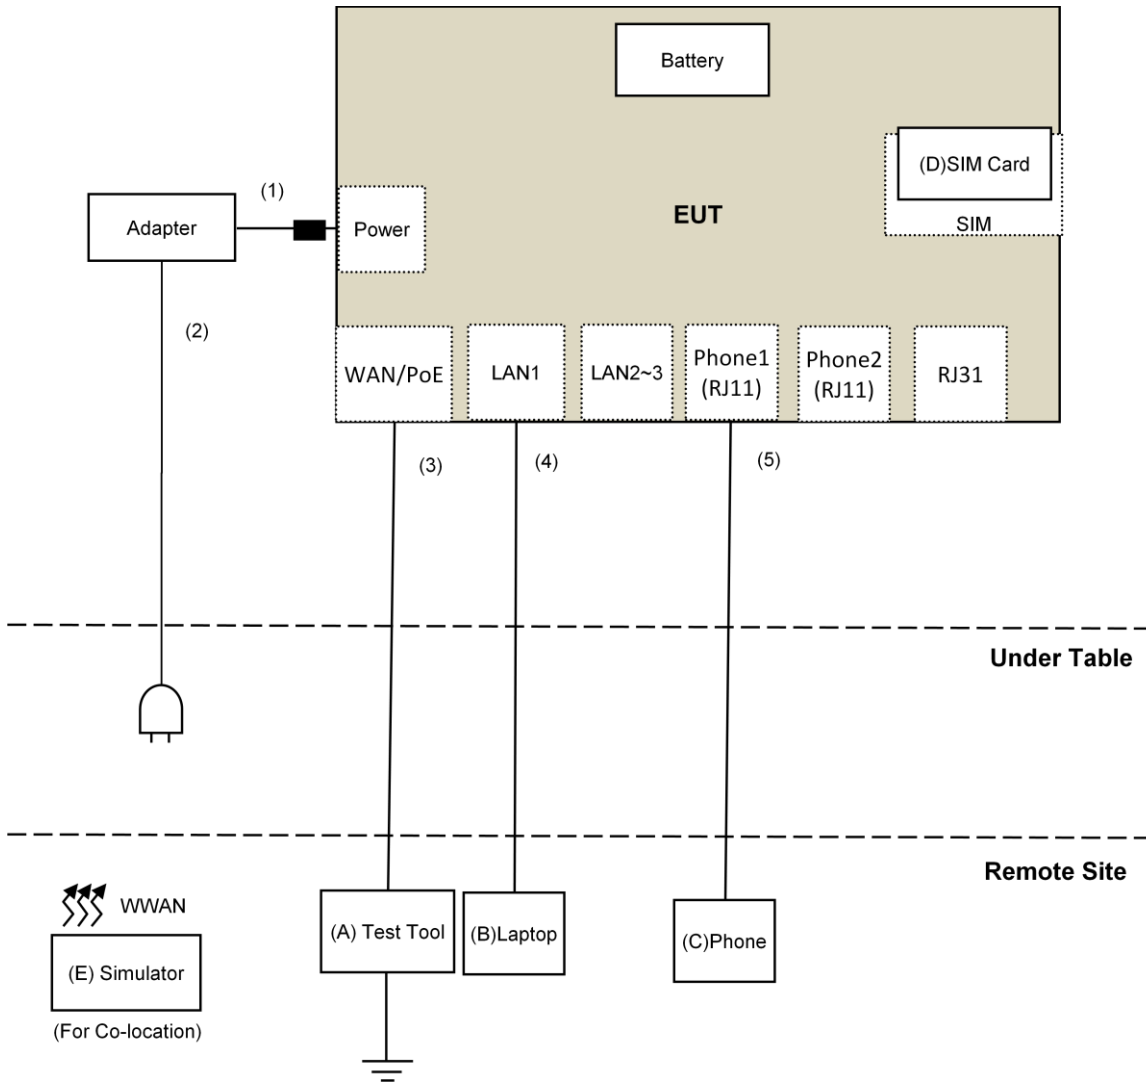 Battery
(D)SIM Card
SIM
(1)
Adapter
Power
EUT
(2)
WAN/PoE
LAN1
LAN2~3
Phone1
(RJ11)
Phone2
(RJ11)
RJ31
(3)
(4)
(5)
Under Table
Remote Site
WWAN
(E) Simulator
(For Co-location)
(A) Test Tool
(B)Laptop
(C)Phone